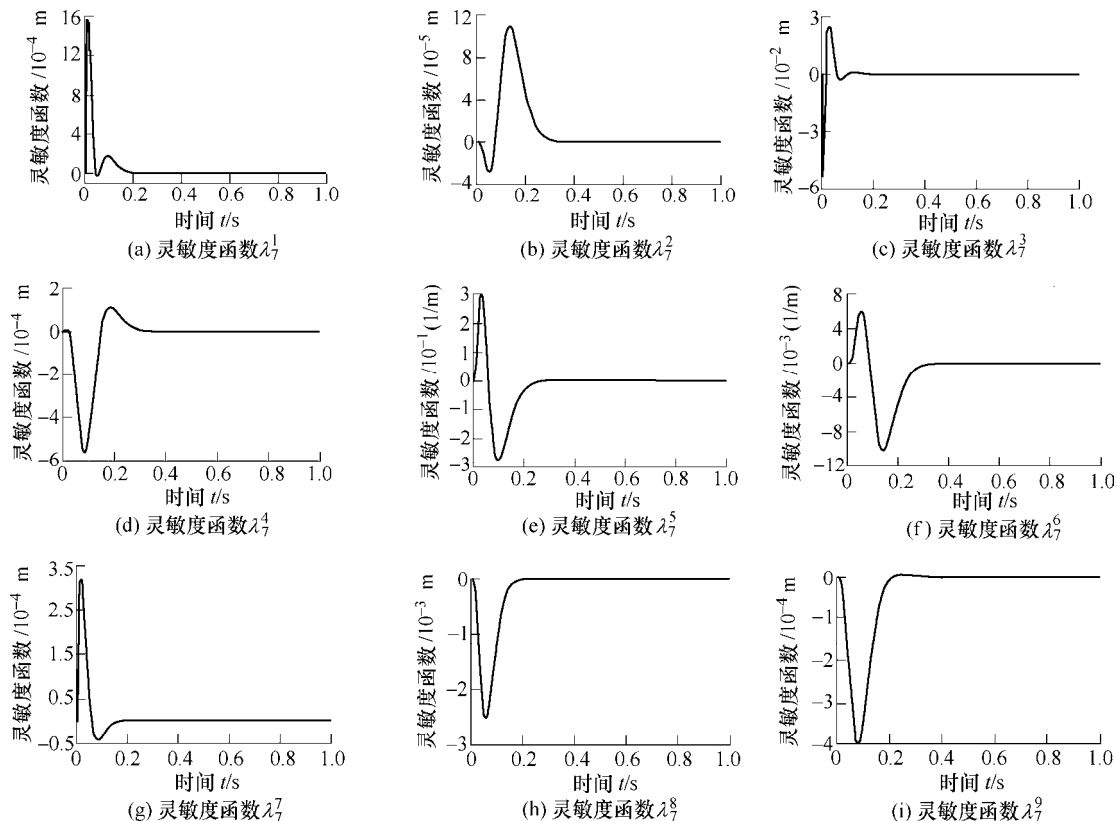 16
12
8
4
0
灵敏度函数/10⁻⁴ m
0 0.2 0.4 0.6 0.8 1.0
时间 t/s
(a) 灵敏度函数λ₇¹
12
8
4
0
−4
灵敏度函数/10⁻⁵ m
0 0.2 0.4 0.6 0.8 1.0
时间 t/s
(b) 灵敏度函数λ₇²
3
0
−3
−6
灵敏度函数/10⁻² m
0 0.2 0.4 0.6 0.8 1.0
时间 t/s
(c) 灵敏度函数λ₇³
2
0
−2
−4
−6
灵敏度函数/10⁻⁴ m
0 0.2 0.4 0.6 0.8 1.0
时间 t/s
(d) 灵敏度函数λ₇⁴
3
2
1
0
−1
−2
−3
灵敏度函数/10⁻¹(1/m)
0 0.2 0.4 0.6 0.8 1.0
时间 t/s
(e) 灵敏度函数λ₇⁵
8
4
0
−4
−8
−12
灵敏度函数/10⁻³(1/m)
0 0.2 0.4 0.6 0.8 1.0
时间 t/s
(f) 灵敏度函数λ₇⁶
3.5
2.5
1.5
0.5
−0.5
灵敏度函数/10⁻⁴ m
0 0.2 0.4 0.6 0.8 1.0
时间 t/s
(g) 灵敏度函数λ₇⁷
0
−1
−2
−3
灵敏度函数/10⁻³ m
0 0.2 0.4 0.6 0.8 1.0
时间 t/s
(h) 灵敏度函数λ₇⁸
0
−1
−2
−3
−4
灵敏度函数/10⁻⁴ m
0 0.2 0.4 0.6 0.8 1.0
时间 t/s
(i) 灵敏度函数λ₇⁹